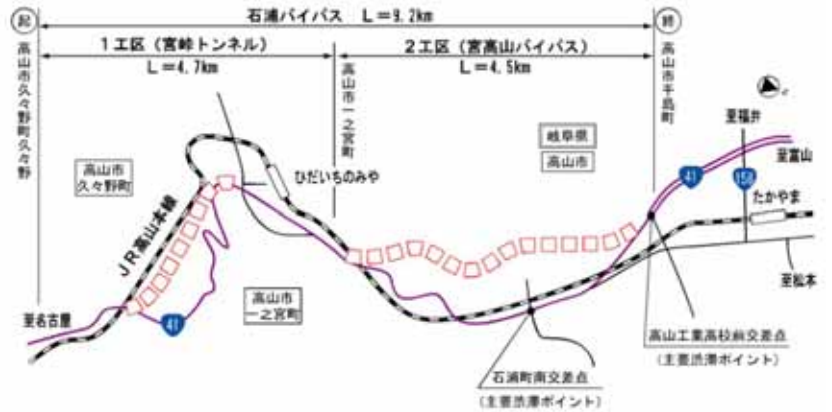 起
石浦バイパス L=9.2km
終
1工区(宮峠トンネル)
L=4.7km
2工区(宮高山バイパス)
L=4.5km
高山市久々野町久々野
高山市一之宮町
高山市千島町
岐阜県
高山市
至福井
至富山
41
158
たかやま
至松本
高山市
久々野町
ひだいちのみや
JR高山本線
高山市
一之宮町
至名古屋
41
高山工業高校前交差点
(主要渋滞ポイント)
石浦町南交差点
(主要渋滞ポイント)